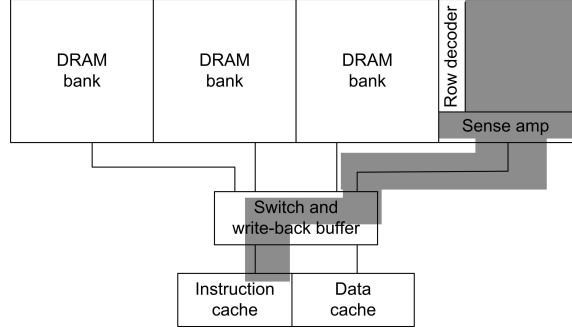 DRAM
bank
DRAM
bank
DRAM
bank
Row decoder
Sense amp
Switch and
write-back buffer
Instruction
cache
Data
cache